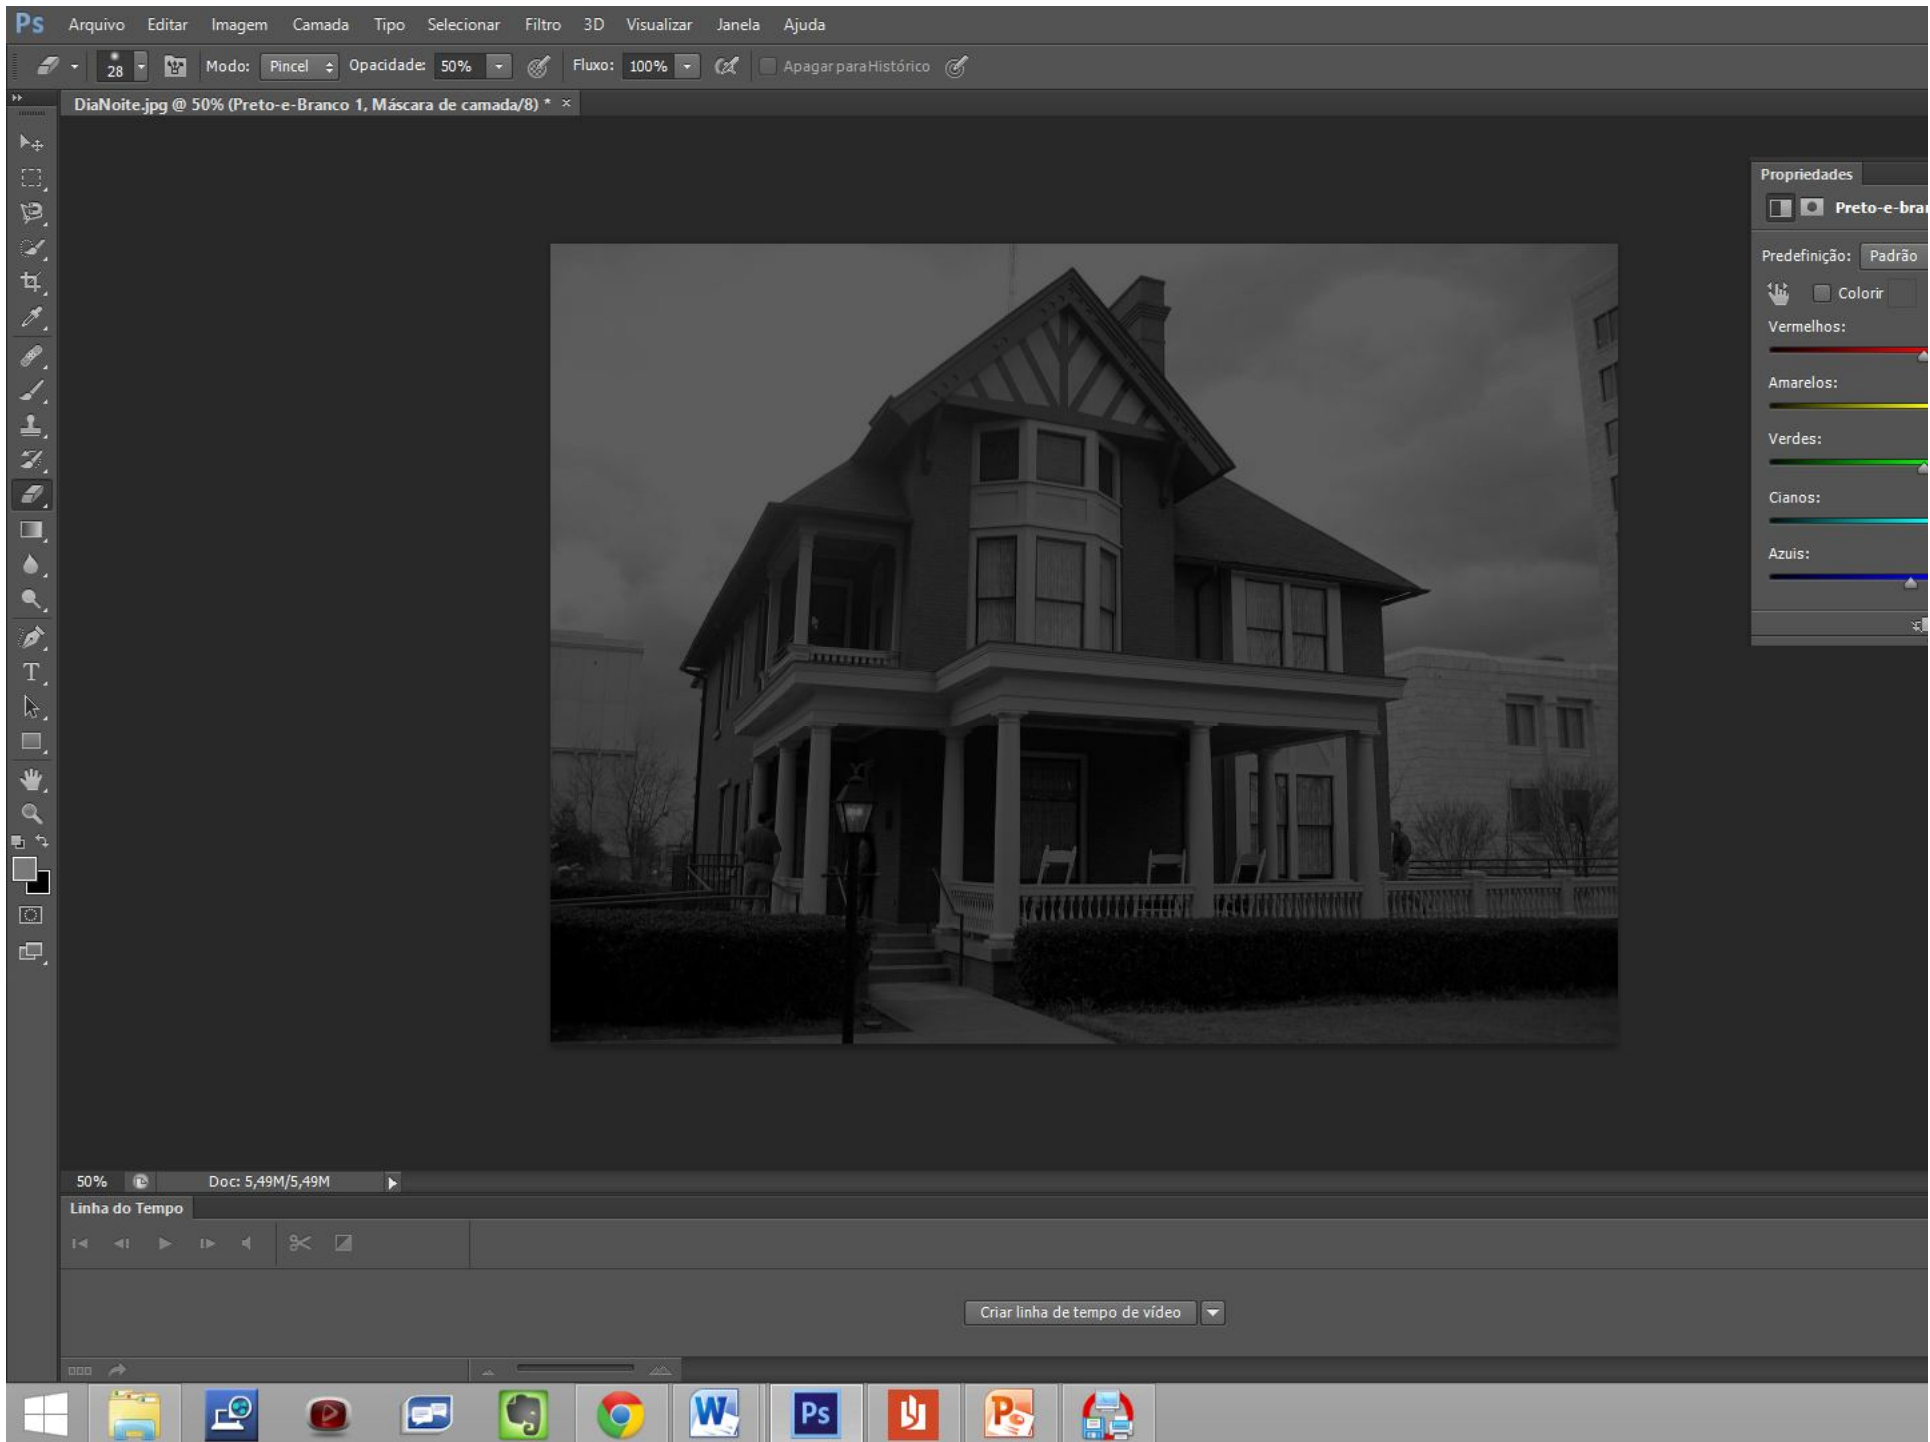 Ps Arquivo Editar Imagem Camada Tipo Selecionar Filtro 3D Visualizar Janela Ajuda
28 Modo: Pincel Opacidade: 50% Fluxo: 100% Apagar para Histórico
DiaNoite.jpg @ 50% (Preto-e-Branco 1, Máscara de camada/8) * ×
Propriedades
Preto-e-bran
Predefinição: Padrão
Colorir
Vermelhos:
Amarelos:
Verdes:
Cianos:
Azuis:
T
50% Doc: 5,49M/5,49M
Linha do Tempo
Criar linha de tempo de vídeo
W Ps P